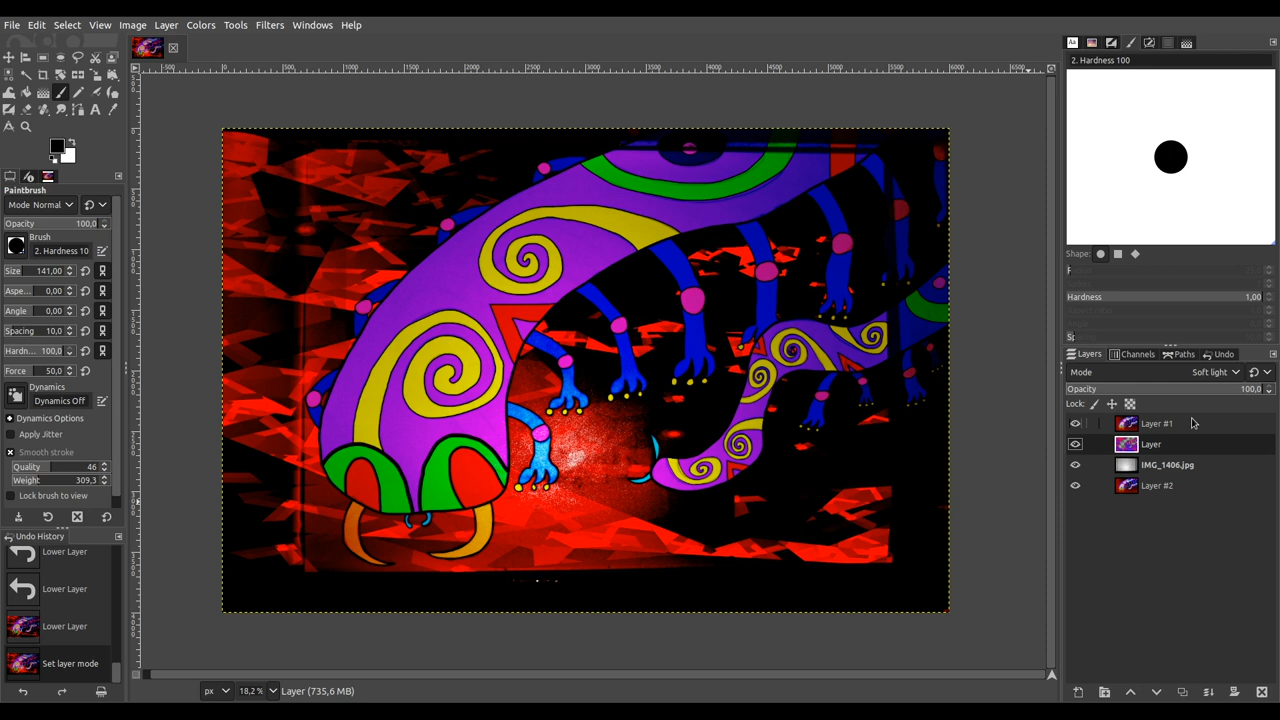 File Edit Select View Image Layer Colors Tools Filters Windows Help
2. Hardness 100
Paintbrush
Mode Normal
Opacity 100,0
Brush
2. Hardness 10
Size 141,00
Aspe... 0,00
Angle 0,00
Spacing 10,0
Hardn... 100,0
Force 50,0
Dynamics
Dynamics Off
Dynamics Options
Apply Jitter
Smooth stroke
Quality 46
Weight 309,3
Lock brush to view
Undo History
Lower Layer
Lower Layer
Lower Layer
Set layer mode
px 18,2 % Layer (735,6 MB)
Shape:
Hardness 1,00
Layers Channels Paths Undo
Mode Soft light
Opacity 100,0
Lock:
Layer #1
Layer
IMG_1406.jpg
Layer #2